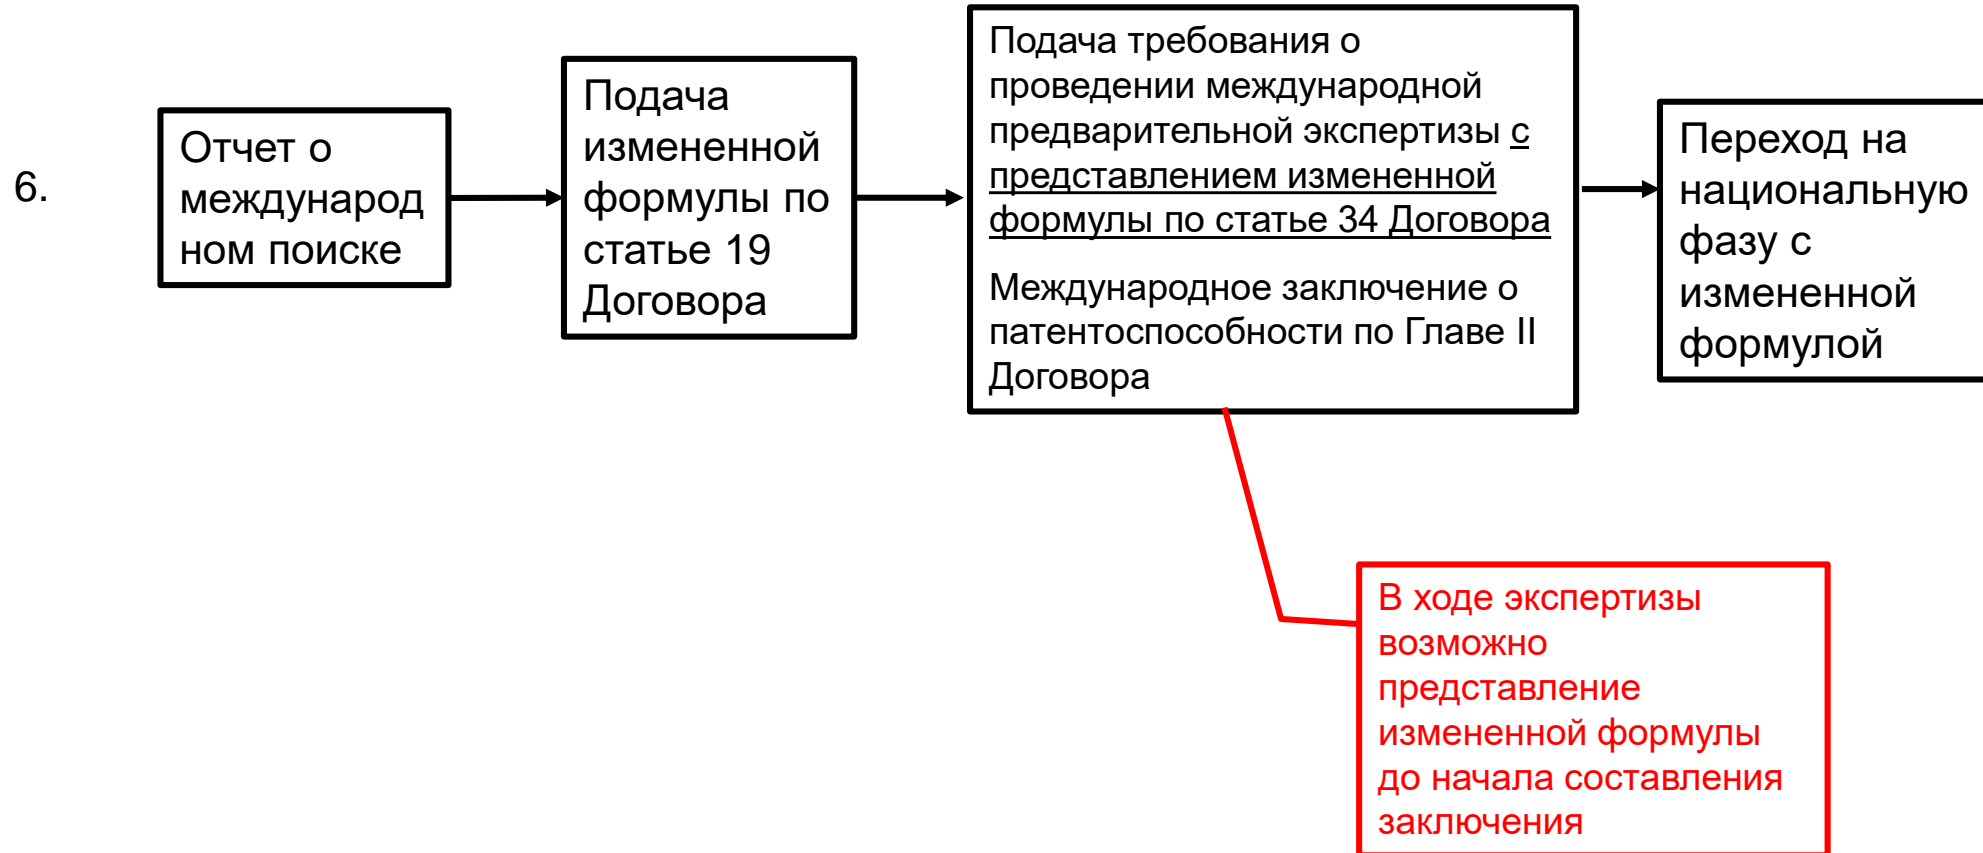 6.
Отчет о
международ
ном поиске
Подача
измененной
формулы по
статье 19
Договора
Подача требования о
проведении международной
предварительной экспертизы с
представлением измененной
формулы по статье 34 Договора
Международное заключение о
патентоспособности по Главе II
Договора
Переход на
национальную
фазу с
измененной
формулой
В ходе экспертизы
возможно
представление
измененной формулы
до начала составления
заключения